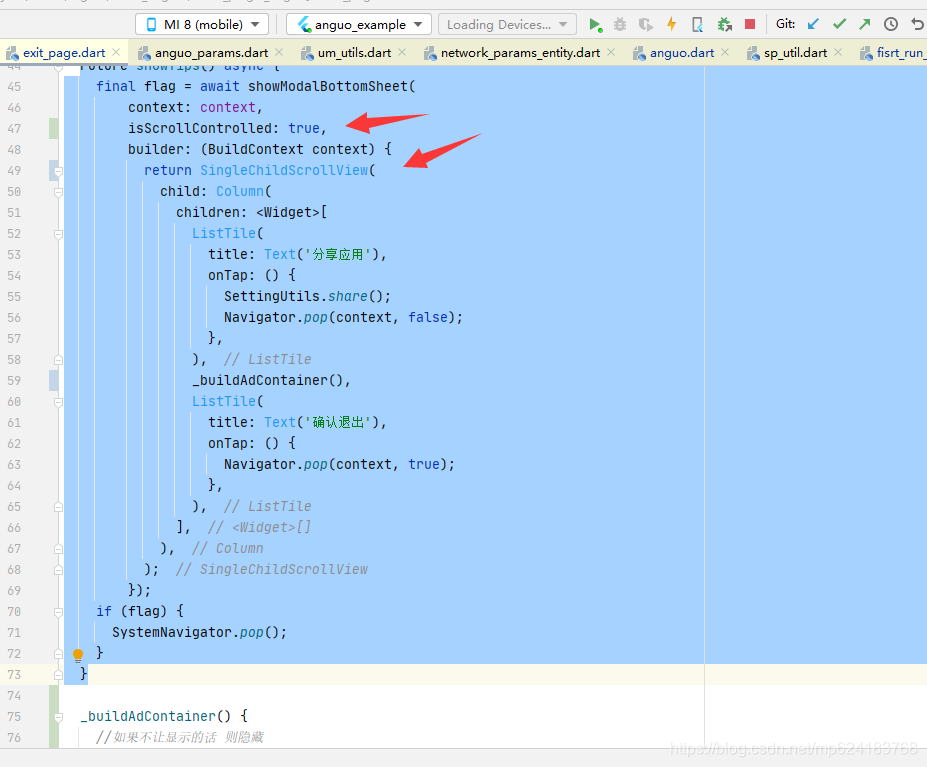 MI 8 (mobile) anguo_example Loading Devices... Git:
exit_page.dart anguo_params.dart um_utils.dart network_params_entity.dart anguo.dart sp_util.dart fisrt_run_
44 Future showTips() async {
45 final flag = await showModalBottomSheet(
46 context: context,
47 isScrollControlled: true,
48 builder: (BuildContext context) {
49 return SingleChildScrollView(
50 child: Column(
51 children: <Widget>[
52 ListTile(
53 title: Text('分享应用'),
54 onTap: () {
55 SettingUtils.share();
56 Navigator.pop(context, false);
57 },
58 ), // ListTile
59 _buildAdContainer(),
60 ListTile(
61 title: Text('确认退出'),
62 onTap: () {
63 Navigator.pop(context, true);
64 },
65 ), // ListTile
66 ], // <Widget>[]
67 ), // Column
68 ); // SingleChildScrollView
69 });
70 if (flag) {
71 SystemNavigator.pop();
72 }
73 }
74
75 _buildAdContainer() {
76 //如果不让显示的话 则隐藏
https://blog.csdn.net/mp624183768